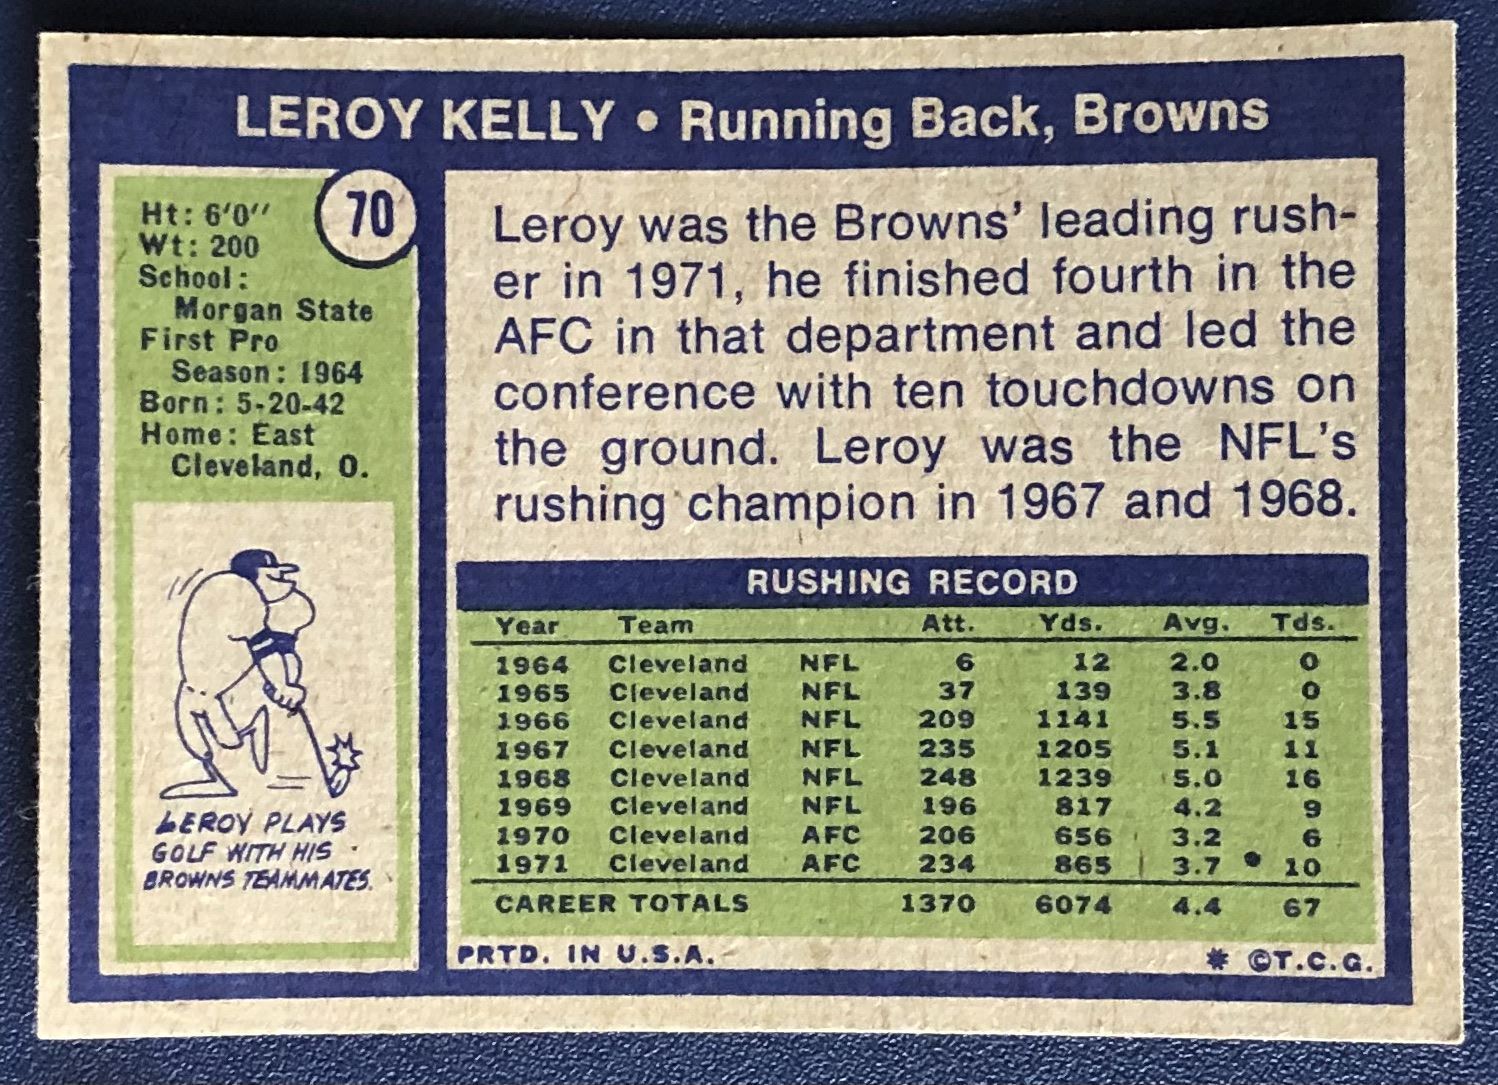 LEROY KELLY • Running Back, Browns
70
Ht: 6'0''
Wt: 200
School:
Morgan State
First Pro
Season: 1964
Born: 5-20-42
Home: East
Cleveland, O.
LEROY PLAYS
GOLF WITH HIS
BROWNS TEAMMATES.
Leroy was the Browns' leading rush-
er in 1971, he finished fourth in the
AFC in that department and led the
conference with ten touchdowns on
the ground. Leroy was the NFL's
rushing champion in 1967 and 1968.
RUSHING RECORD
Year Team Att. Yds. Avg. Tds.
1964 Cleveland NFL 6 12 2.0 0
1965 Cleveland NFL 37 139 3.8 0
1966 Cleveland NFL 209 1141 5.5 15
1967 Cleveland NFL 235 1205 5.1 11
1968 Cleveland NFL 248 1239 5.0 16
1969 Cleveland NFL 196 817 4.2 9
1970 Cleveland AFC 206 656 3.2 6
1971 Cleveland AFC 234 865 3.7 10
CAREER TOTALS 1370 6074 4.4 67
PRTD. IN U.S.A. * ©T.C.G.